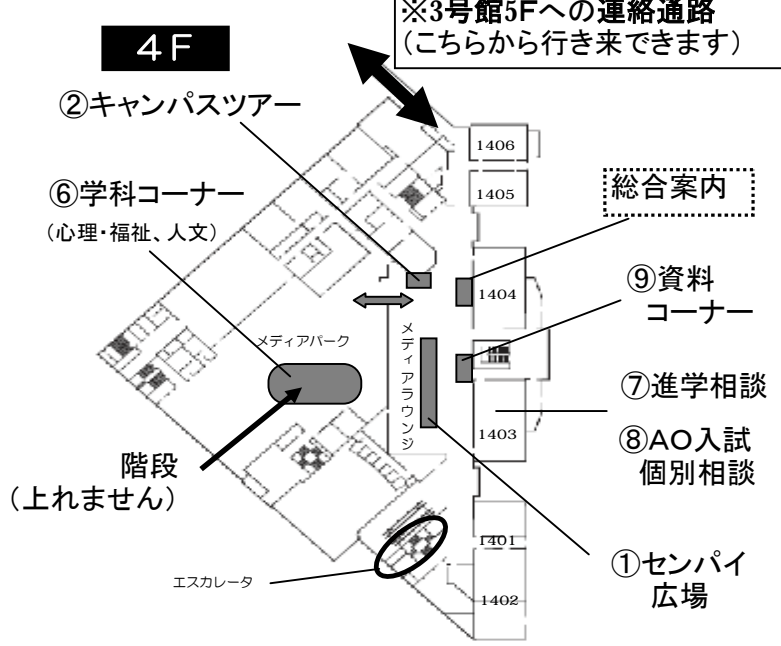 ※3号館5Fへの連絡通路
(こちらから行き来できます)
4F
②キャンパスツアー
1406
⑥学科コーナー
(心理・福祉、人文)
1405
総合案内
⑨資料
コーナー
1404
メディアパーク
メディアラウンジ
⑦進学相談
1403
⑧AO入試
個別相談
階段
(上れません)
1401
①センパイ
広場
エスカレータ
1402